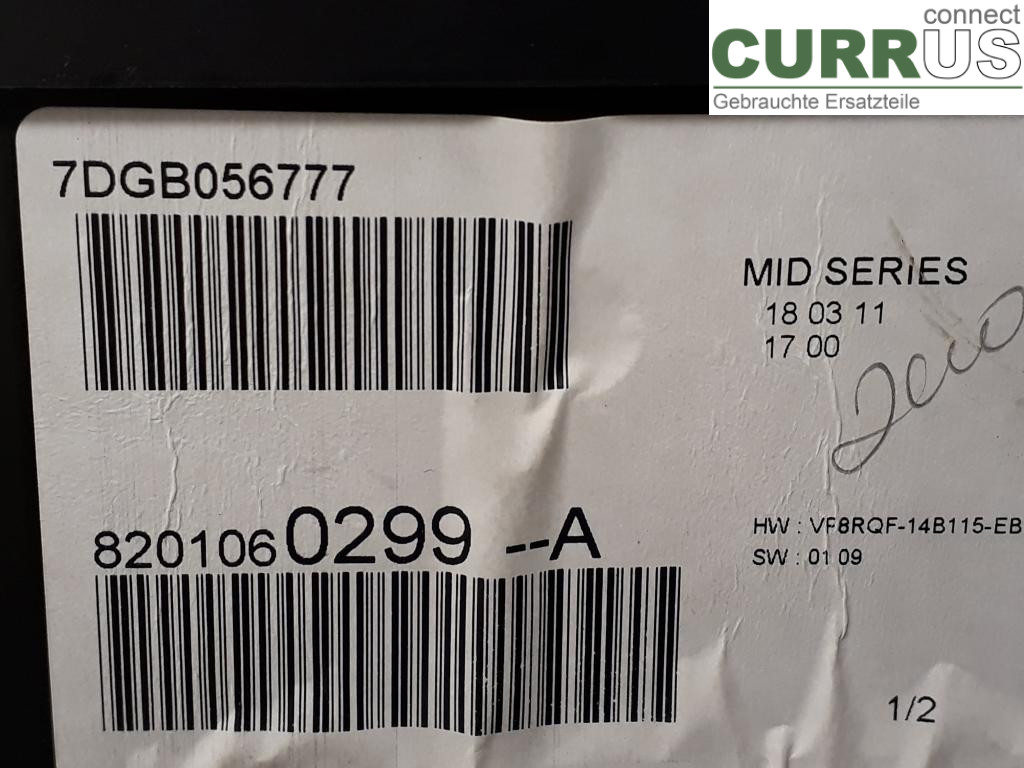 connect
CURRUS
Gebrauchte Ersatzteile
7DGB056777
MID SERIES
18 03 11
17 00
8201060299 --A
HW : VF8RQF-14B115-EB
SW : 01 09
1/2